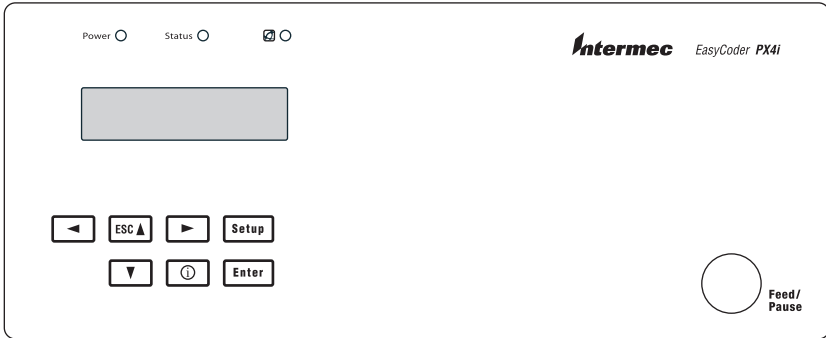 Power Status
Intermec EasyCoder PX4i
ESC Setup
i Enter
Feed/
Pause